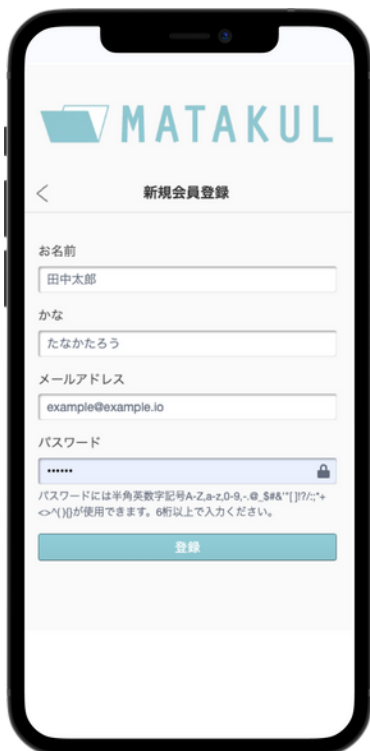 MATAKUL
新規会員登録
お名前
田中太郎
かな
たなかたろう
メールアドレス
example@example.io
パスワード
••••••
パスワードには半角英数字記号A-Z,a-z,0-9,-.@_$#&'"[]!?/:;*+
<>^(){}が使用できます。6桁以上で入力ください。
登録